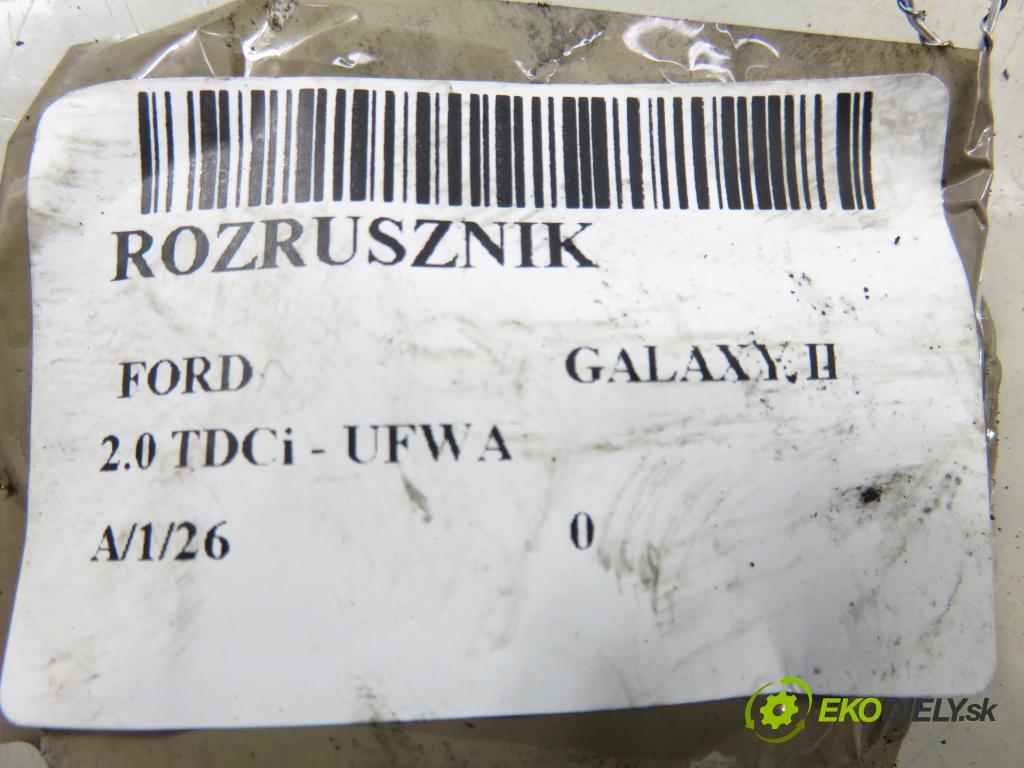 ROZRUSZNIK
FORD GALAXY II
2.0 TDCi - UFWA
A/1/26 0
EKODIELY.sk